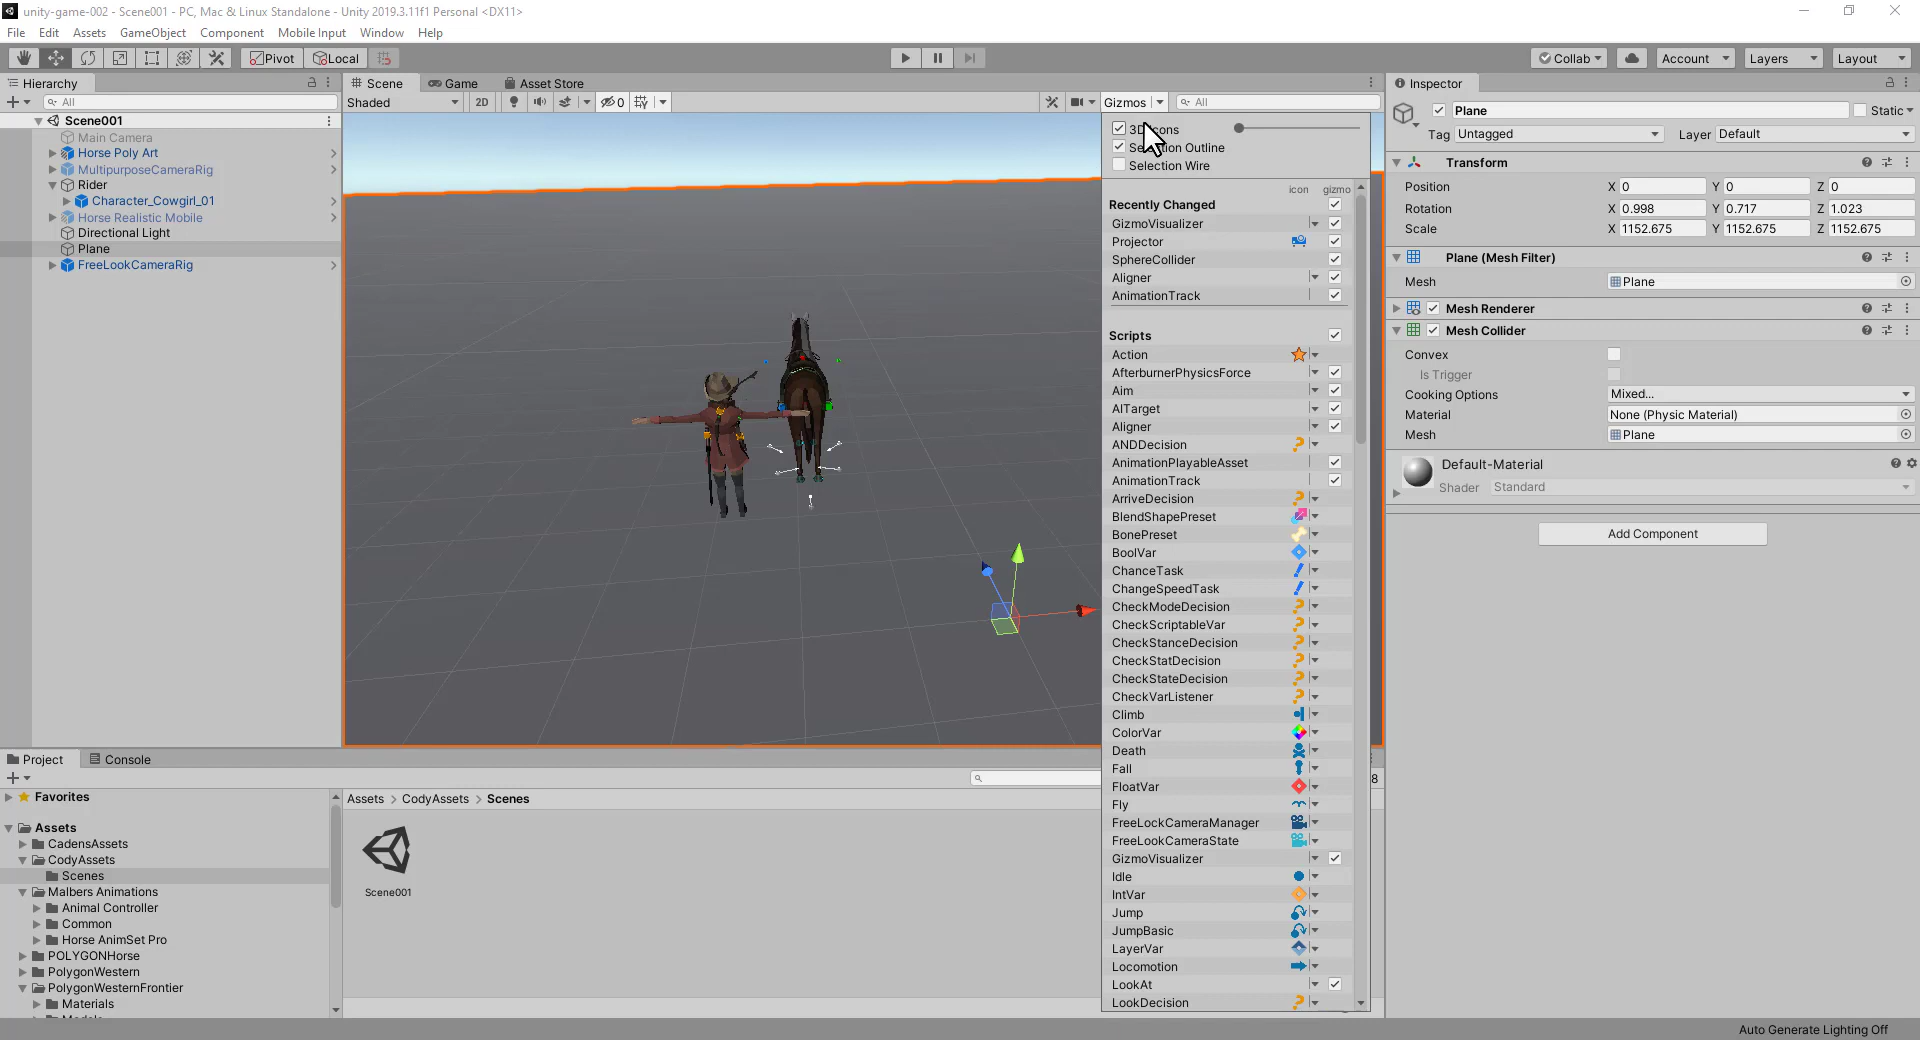 unity-game-002 - Scene001 - PC, Mac & Linux Standalone - Unity 2019.3.11f1 Personal <DX11>
File Edit Assets GameObject Component Mobile Input Window Help
Pivot Local Collab Account Layers Layout
Hierarchy
All
Scene001
Main Camera
Horse Poly Art
MultipurposeCameraRig
Rider
Character_Cowgirl_01
Horse Realistic Mobile
Directional Light
Plane
FreeLookCameraRig
Scene Game Asset Store
Shaded 2D 0 Gizmos All
3D Icons
Selection Outline
Selection Wire
icon gizmo
Recently Changed
GizmoVisualizer
Projector
SphereCollider
Aligner
AnimationTrack
Scripts
Action
AfterburnerPhysicsForce
Aim
AITarget
Aligner
ANDDecision
AnimationPlayableAsset
AnimationTrack
ArriveDecision
BlendShapePreset
BonePreset
BoolVar
ChanceTask
ChangeSpeedTask
CheckModeDecision
CheckScriptableVar
CheckStanceDecision
CheckStatDecision
CheckStateDecision
CheckVarListener
Climb
ColorVar
Death
Fall
FloatVar
Fly
FreeLockCameraManager
FreeLookCameraState
GizmoVisualizer
Idle
IntVar
Jump
JumpBasic
LayerVar
Locomotion
LookAt
LookDecision
Inspector
Plane Static
Tag Untagged Layer Default
Transform
Position X 0 Y 0 Z 0
Rotation X 0.998 Y 0.717 Z 1.023
Scale X 1152.675 Y 1152.675 Z 1152.675
Plane (Mesh Filter)
Mesh Plane
Mesh Renderer
Mesh Collider
Convex
Is Trigger
Cooking Options Mixed...
Material None (Physic Material)
Mesh Plane
Default-Material
Shader Standard
Add Component
Project Console
8
Favorites
Assets
CadensAssets
CodyAssets
Scenes
Malbers Animations
Animal Controller
Common
Horse AnimSet Pro
POLYGONHorse
PolygonWestern
PolygonWesternFrontier
Materials
Assets > CodyAssets > Scenes
Scene001
Auto Generate Lighting Off